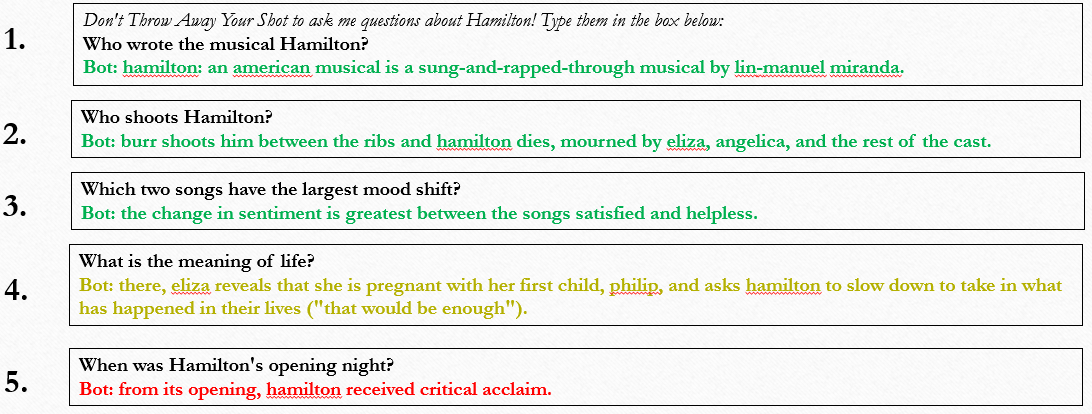 1.
Don't Throw Away Your Shot to ask me questions about Hamilton! Type them in the box below:
Who wrote the musical Hamilton?
Bot: hamilton: an american musical is a sung-and-rapped-through musical by lin-manuel miranda.
2.
Who shoots Hamilton?
Bot: burr shoots him between the ribs and hamilton dies, mourned by eliza, angelica, and the rest of the cast.
3.
Which two songs have the largest mood shift?
Bot: the change in sentiment is greatest between the songs satisfied and helpless.
4.
What is the meaning of life?
Bot: there, eliza reveals that she is pregnant with her first child, philip, and asks hamilton to slow down to take in what
has happened in their lives ("that would be enough").
5.
When was Hamilton's opening night?
Bot: from its opening, hamilton received critical acclaim.